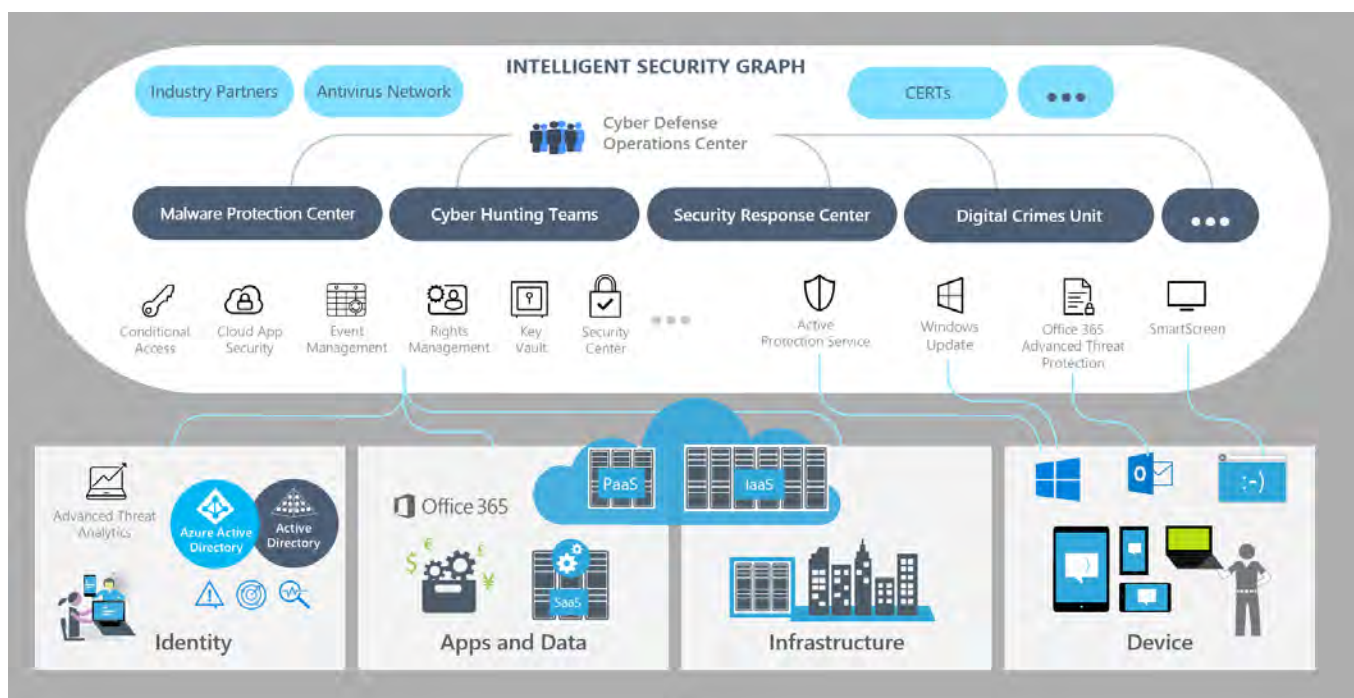 INTELLIGENT SECURITY GRAPH
Industry Partners
Antivirus Network
CERTs
Cyber Defense
Operations Center
Malware Protection Center
Cyber Hunting Teams
Security Response Center
Digital Crimes Unit
Conditional
Access
Cloud App
Security
Event
Management
Rights
Management
Key
Vault
Security
Center
Active
Protection Service
Windows
Update
Office 365
Advanced Threat
Protection
SmartScreen
Advanced Threat
Analytics
Azure Active
Directory
Active
Directory
Identity
Office 365
PaaS
$ € £ ¥
SaaS
Apps and Data
IaaS
Infrastructure
O
:-)
Device